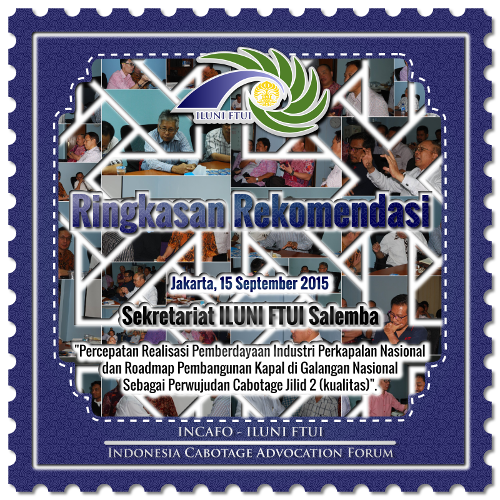 ILUNI FTUI
Ringkasan Rekomendasi
Jakarta, 15 September 2015
Sekretariat ILUNI FTUI Salemba
"Percepatan Realisasi Pemberdayaan Industri Perkapalan Nasional
dan Roadmap Pembangunan Kapal di Galangan Nasional
Sebagai Perwujudan Cabotage Jilid 2 (kualitas)".
INCAFO - ILUNI FTUI
INDONESIA CABOTAGE ADVOCATION FORUM